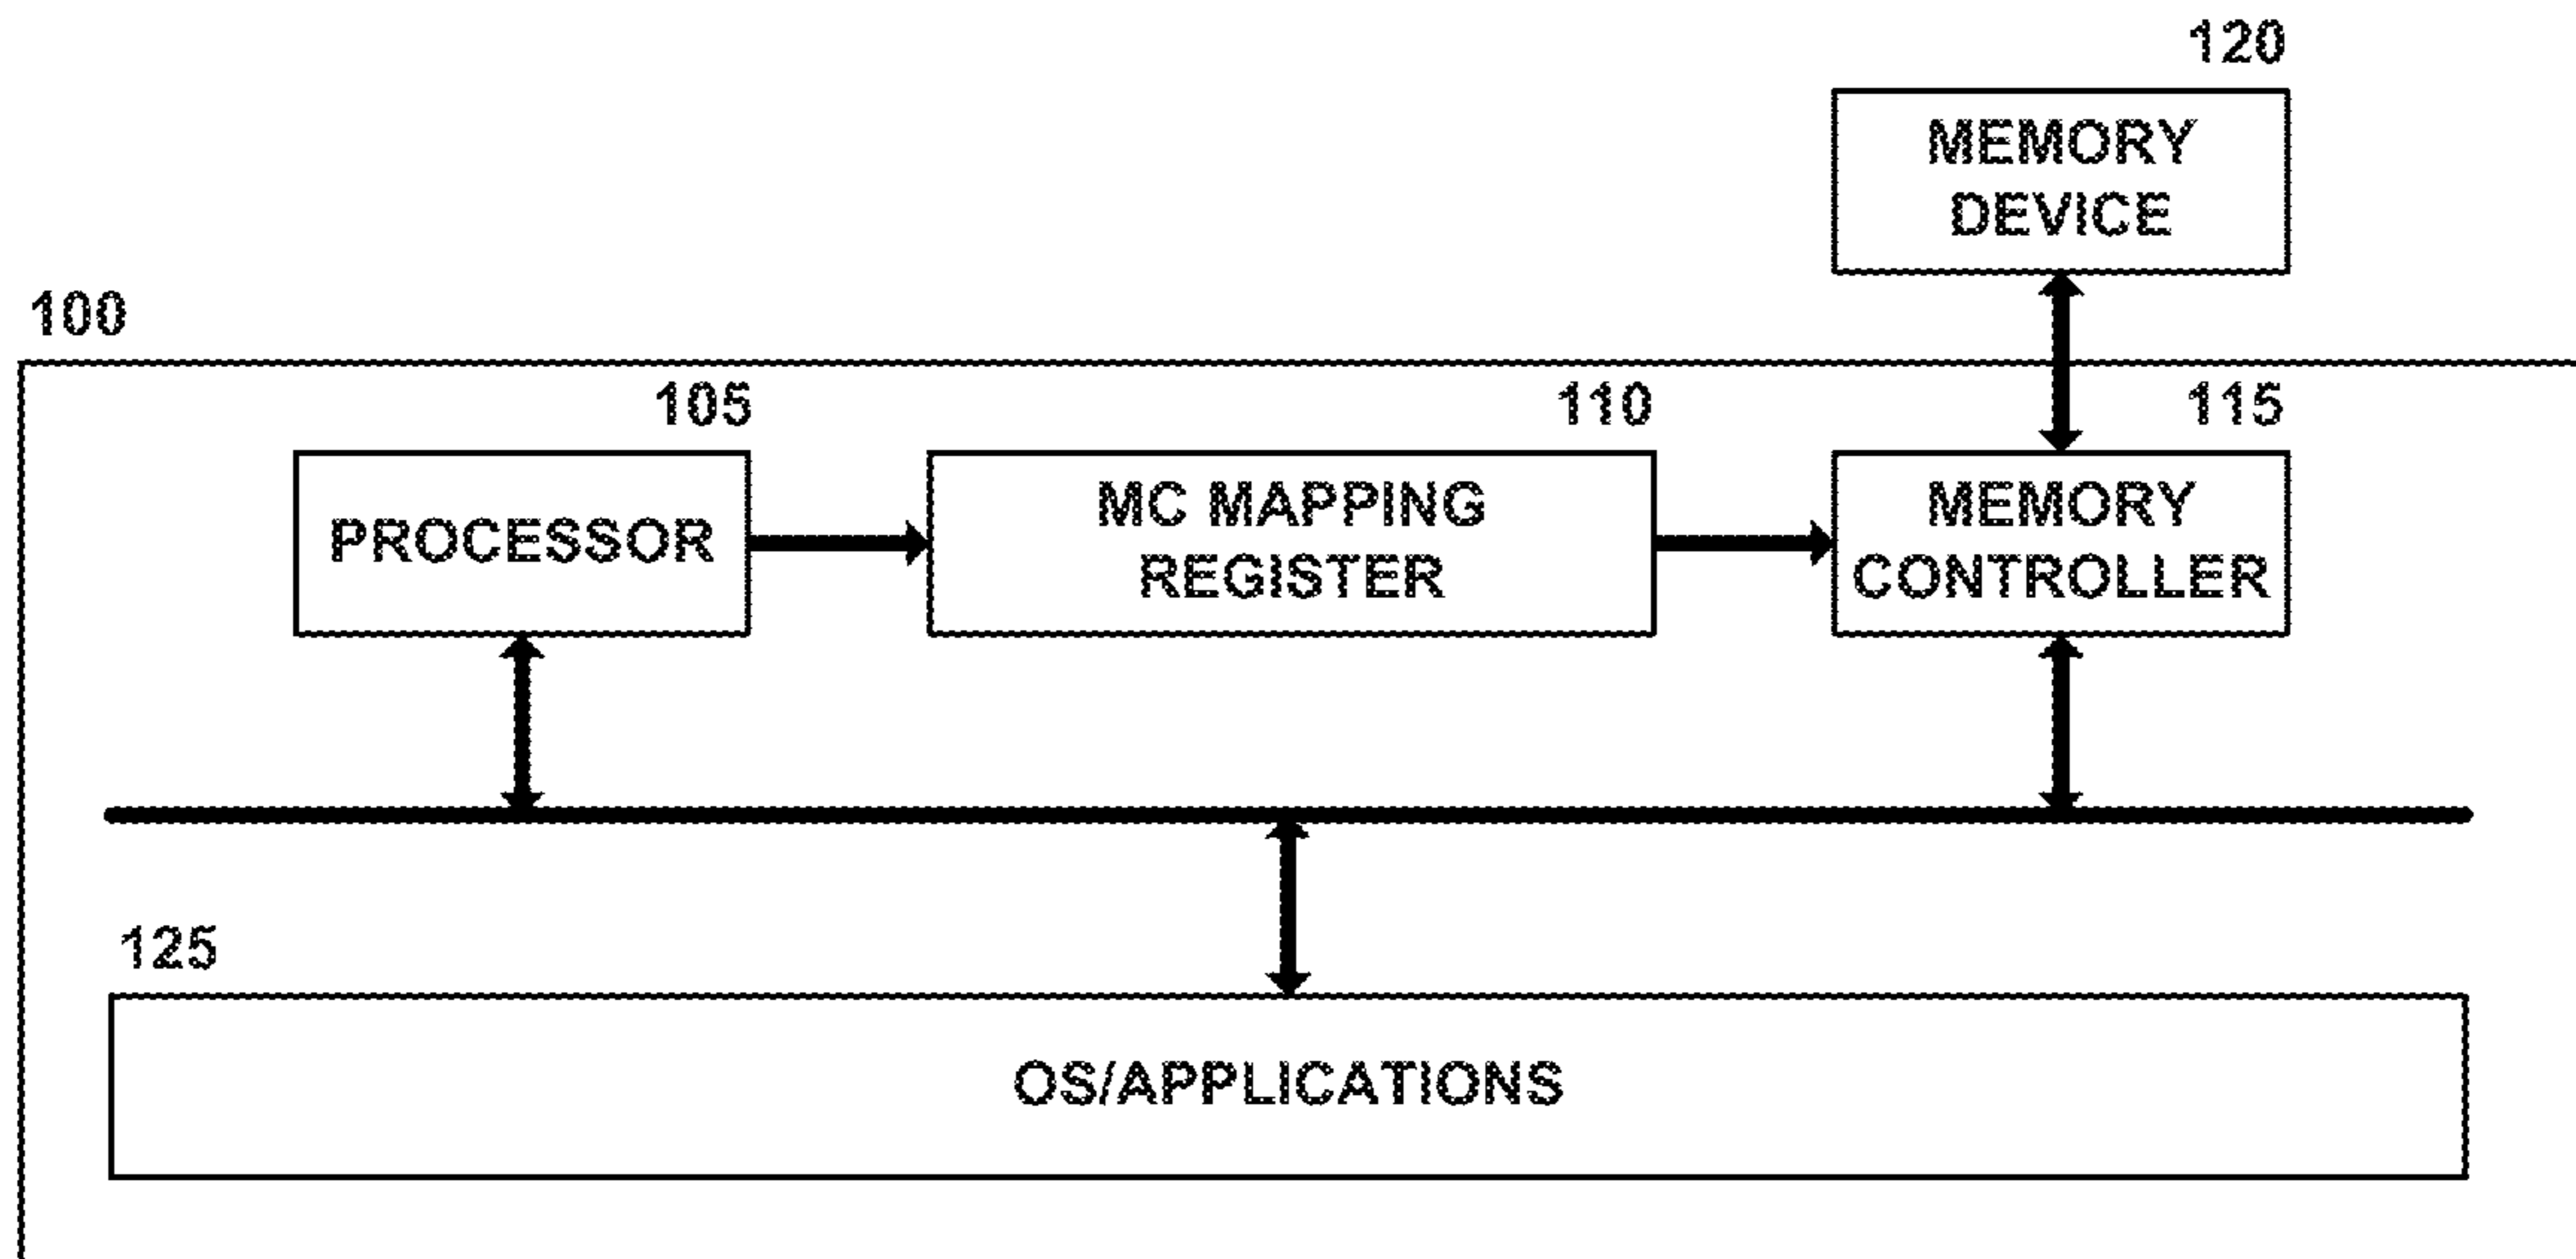 120
MEMORY
DEVICE
100
105
110
115
PROCESSOR
MC MAPPING
REGISTER
MEMORY
CONTROLLER
125
OS/APPLICATIONS